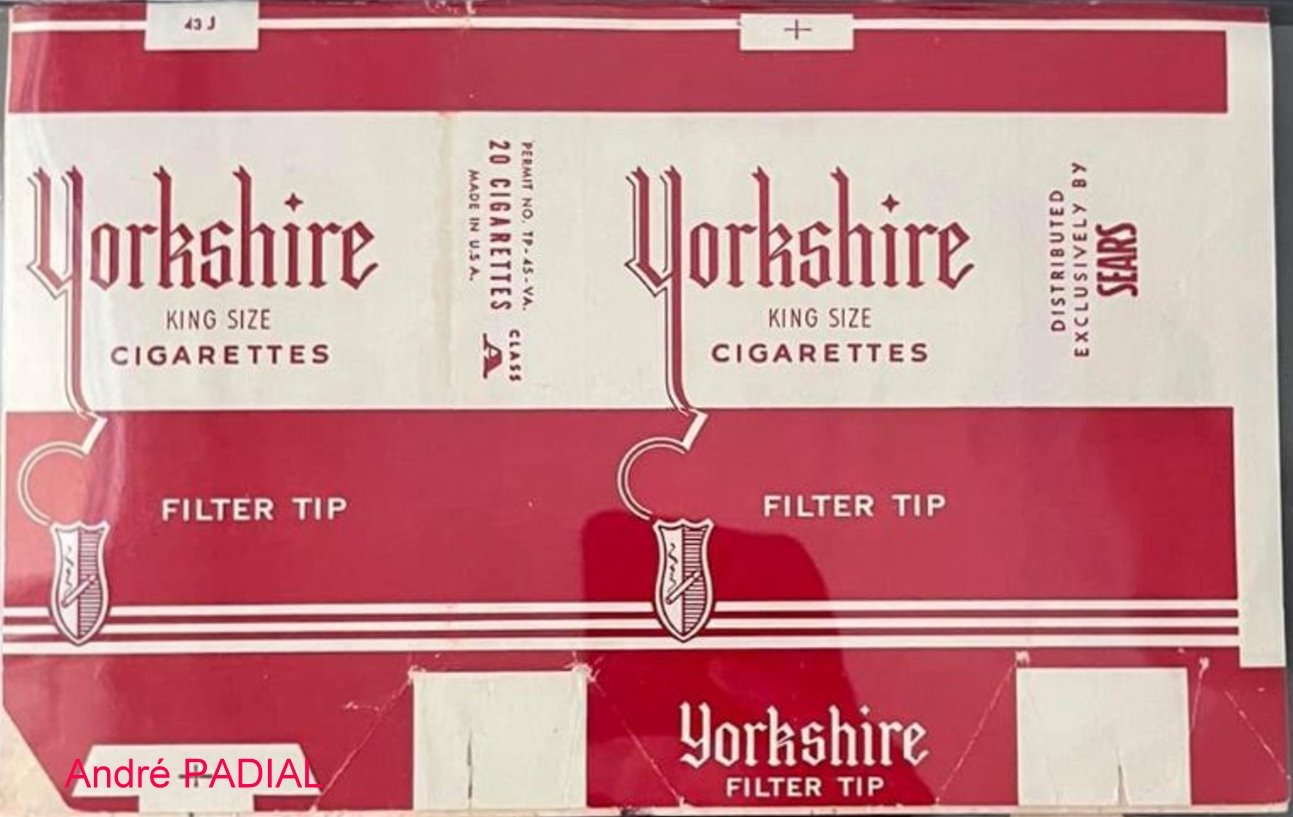 43 J
Yorkshire
KING SIZE
CIGARETTES
FILTER TIP
PERMIT NO. TP-45-VA.
20 CIGARETTES CLASS A
MADE IN U.S.A.
Yorkshire
KING SIZE
CIGARETTES
FILTER TIP
DISTRIBUTED
EXCLUSIVELY BY
SEARS
Yorkshire
FILTER TIP
André PADIAL